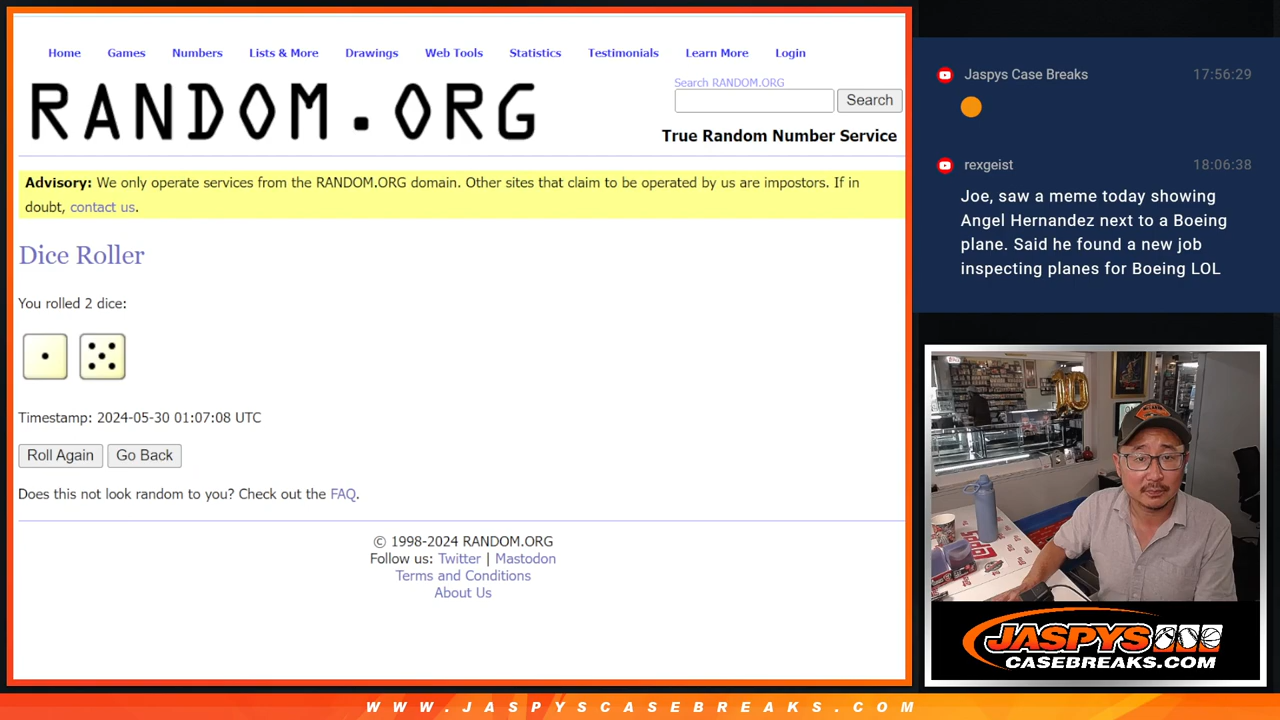 Home Games Numbers Lists & More Drawings Web Tools Statistics Testimonials Learn More Login
RANDOM.ORG
Search RANDOM.ORG
Search
True Random Number Service
Advisory: We only operate services from the RANDOM.ORG domain. Other sites that claim to be operated by us are impostors. If in
doubt, contact us.
Dice Roller
You rolled 2 dice:
Timestamp: 2024-05-30 01:07:08 UTC
Roll Again Go Back
Does this not look random to you? Check out the FAQ.
© 1998-2024 RANDOM.ORG
Follow us: Twitter | Mastodon
Terms and Conditions
About Us
Jaspys Case Breaks 17:56:29
rexgeist 18:06:38
Joe, saw a meme today showing
Angel Hernandez next to a Boeing
plane. Said he found a new job
inspecting planes for Boeing LOL
10
JASPYS
CASEBREAKS.COM
WWW.JASPYSCASEBREAKS.COM